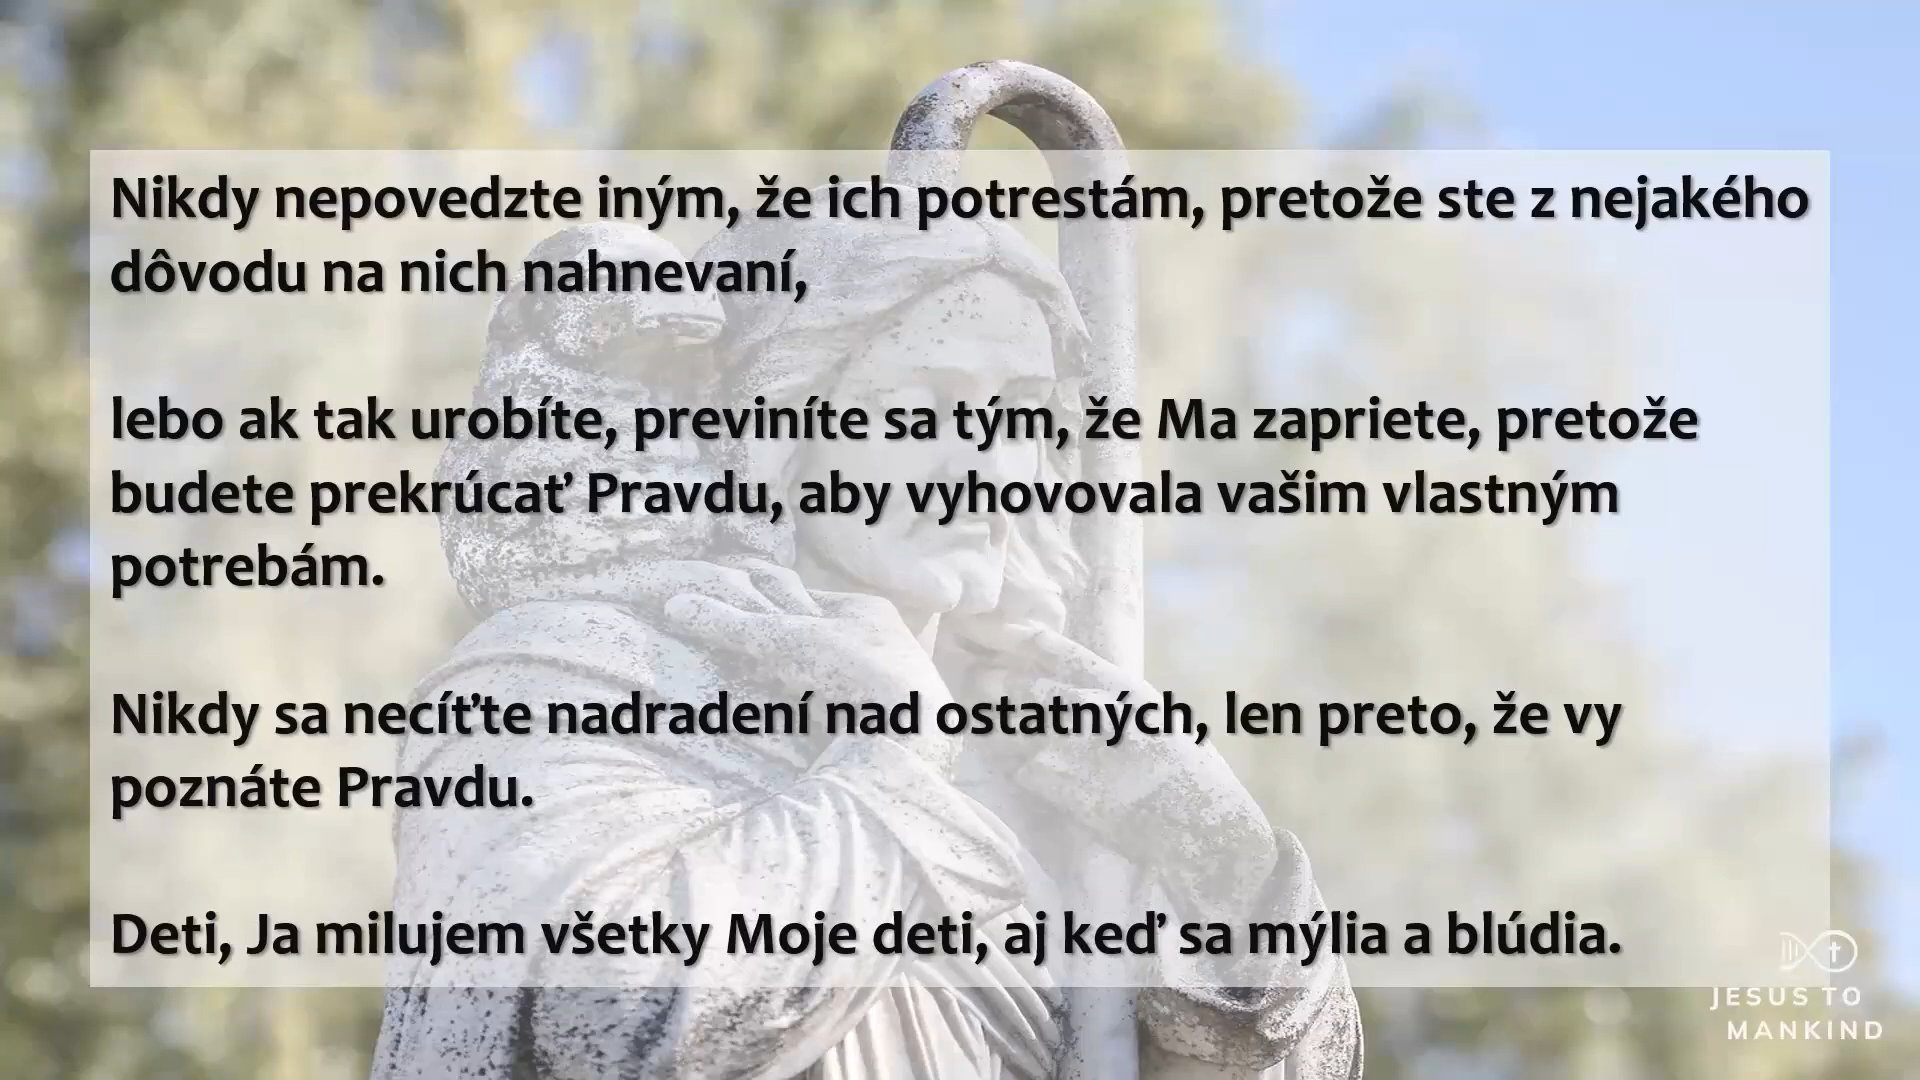 Nikdy nepovedzte iným, že ich potrestám, pretože ste z nejakého
dôvodu na nich nahnevaní,
lebo ak tak urobíte, previníte sa tým, že Ma zapriete, pretože
budete prekrúcať Pravdu, aby vyhovovala vašim vlastným
potrebám.
Nikdy sa necíťte nadradení nad ostatných, len preto, že vy
poznáte Pravdu.
Deti, Ja milujem všetky Moje deti, aj keď sa mýlia a blúdia.
JESUS TO
MANKIND